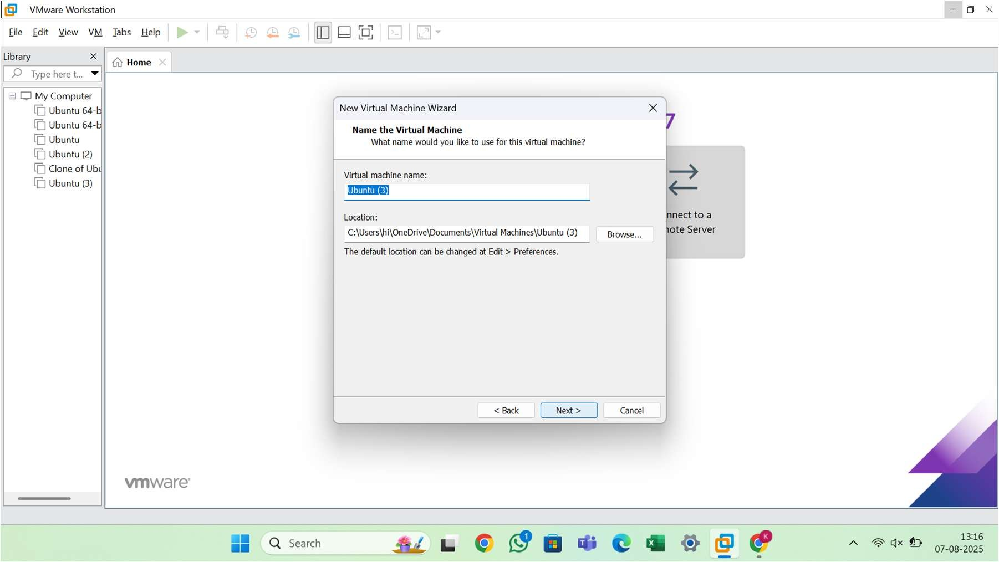 VMware Workstation
File Edit View VM Tabs Help
Library
Home
Type here t...
My Computer
Ubuntu 64-b
Ubuntu 64-b
Ubuntu
Ubuntu (2)
Clone of Ubu
Ubuntu (3)
New Virtual Machine Wizard
Name the Virtual Machine
What name would you like to use for this virtual machine?
Virtual machine name:
Ubuntu (3)
Location:
C:\Users\hi\OneDrive\Documents\Virtual Machines\Ubuntu (3)
Browse...
The default location can be changed at Edit > Preferences.
< Back
Next >
Cancel
7
nnect to a
note Server
vmware
Search
1
K
13:16
07-08-2025